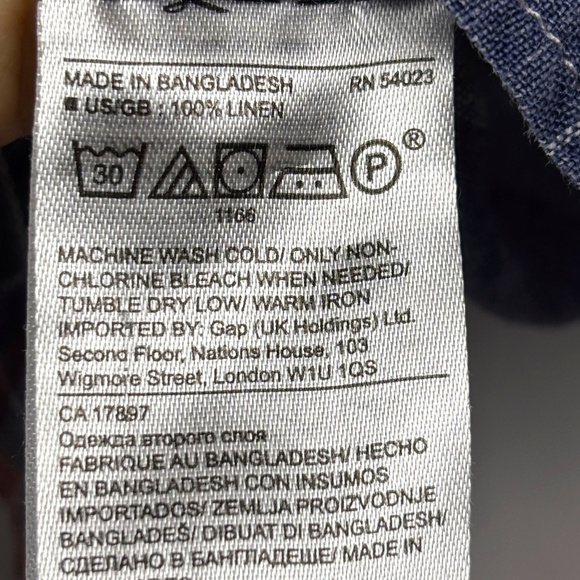 MADE IN BANGLADESH RN 54023
US/GB : 100% LINEN
30 P ®
1166
MACHINE WASH COLD/ ONLY NON-
CHLORINE BLEACH WHEN NEEDED/
TUMBLE DRY LOW/ WARM IRON
IMPORTED BY: Gap (UK Holdings) Ltd.
Second Floor, Nations House, 103
Wigmore Street, London W1U 1QS
CA 17897
Одежда второго слоя
FABRIQUE AU BANGLADESH/ HECHO
EN BANGLADESH CON INSUMOS
IMPORTADOS/ ZEMLJA PROIZVODNJE
BANGLADEŠ/ DIBUAT DI BANGLADESH/
СДЕЛАНО В БАНГЛАДЕШЕ/ MADE IN